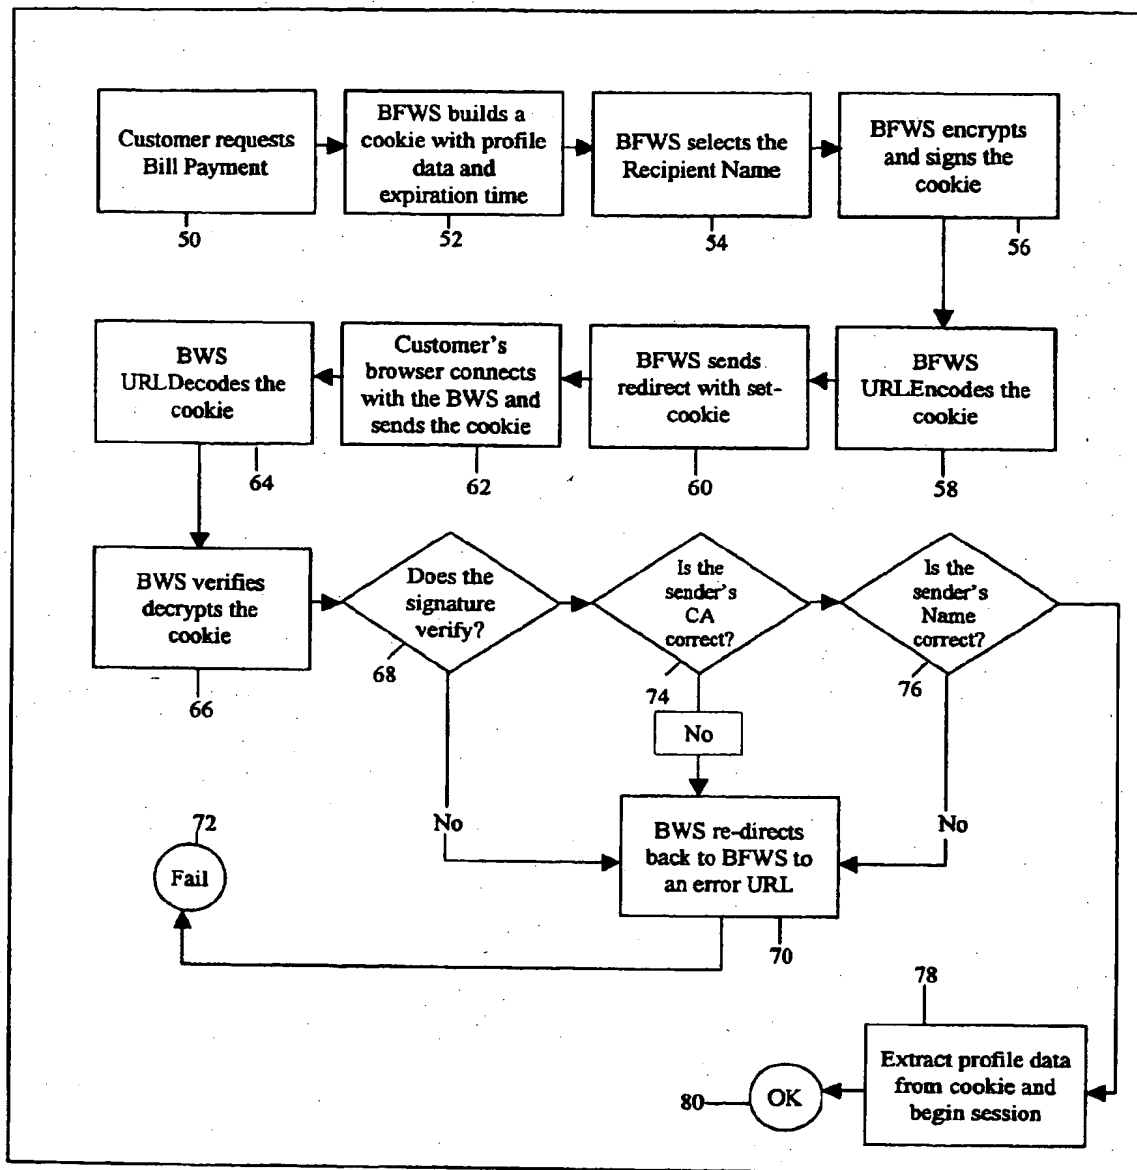 Customer requests
Bill Payment
50
BFWS builds a
cookie with profile
data and
expiration time
52
BFWS selects the
Recipient Name
54
BFWS encrypts
and signs the
cookie
56
BWS
URLDecodes the
cookie
64
Customer's
browser connects
with the BWS and
sends the cookie
62
BFWS sends
redirect with set-
cookie
60
BFWS
URLEncodes the
cookie
58
BWS verifies
decrypts the
cookie
66
Does the
signature
verify?
68
Is the
sender's
CA
correct?
74
Is the
sender's
Name
correct?
76
No
No
No
72
Fail
BWS re-directs
back to BFWS to
an error URL
70
78
Extract profile data
from cookie and
begin session
80
OK